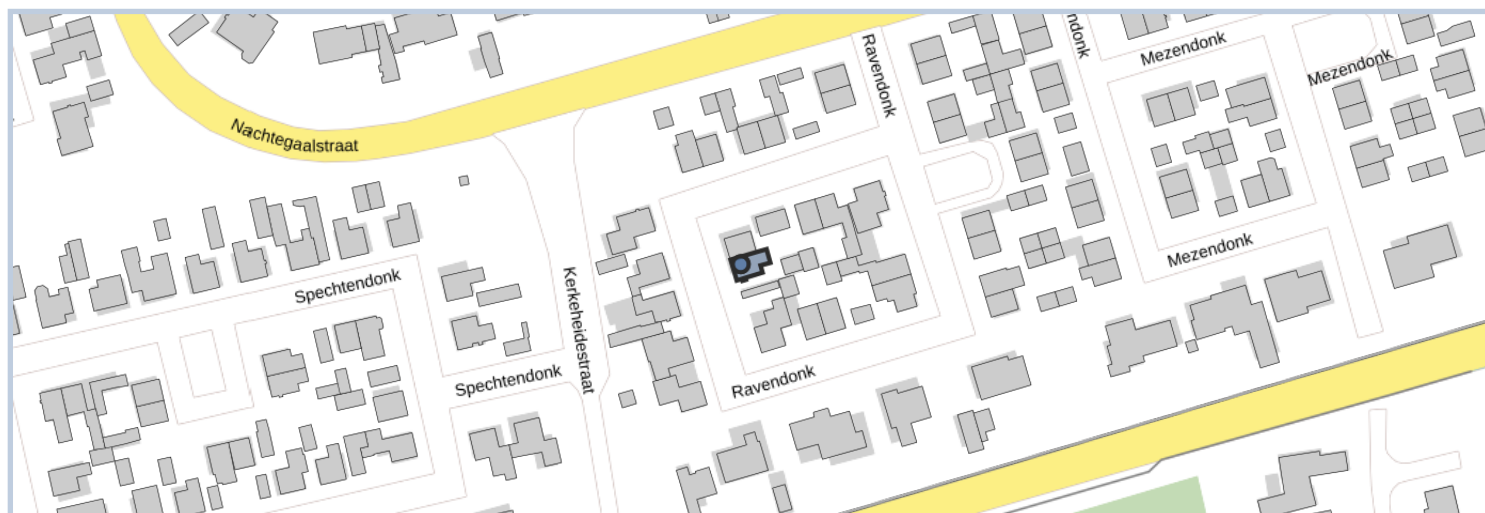 ndonk
Mezendonk
Ravendonk
Mezendonk
Nachtegaalstraat
Mezendonk
Spechtendonk
Kerkeheidestraat
Spechtendonk
Ravendonk